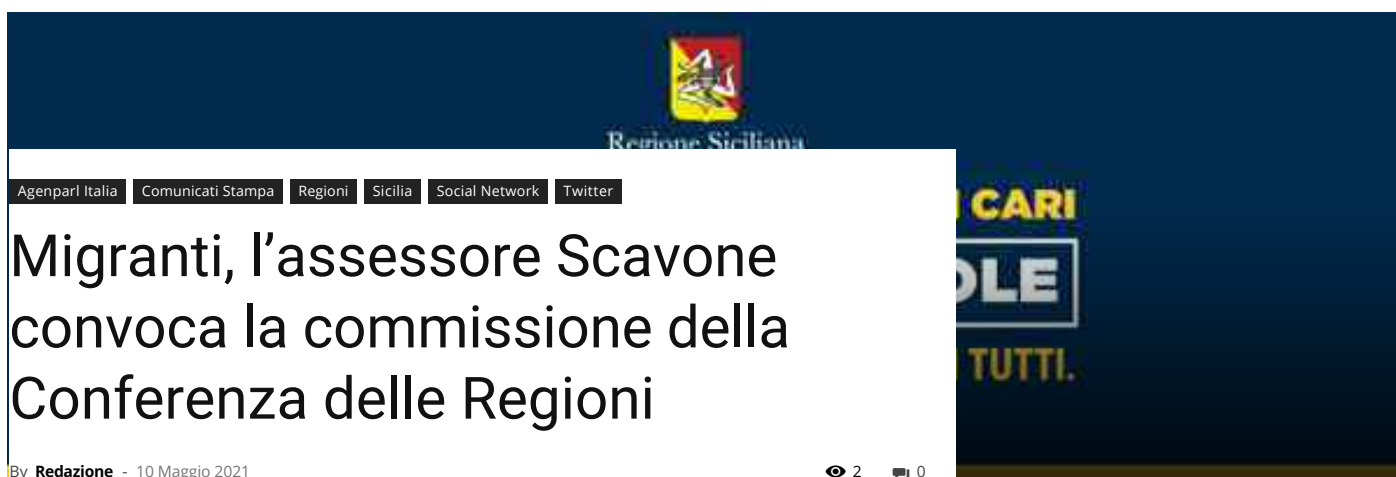 Regione Siciliana
Agenparl Italia Comunicati Stampa Regioni Sicilia Social Network Twitter
Migranti, l’assessore Scavone
convoca la commissione della
Conferenza delle Regioni
By Redazione - 10 Maggio 2021 2 0
CARI
OLE
TUTTI.